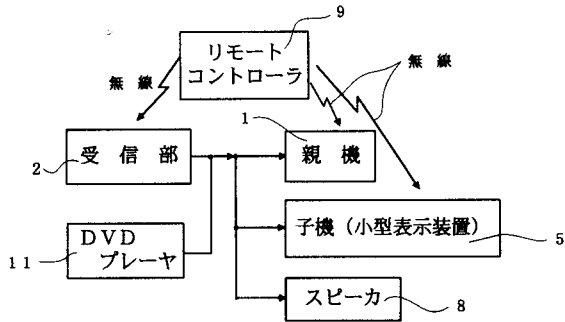 9
リモート
コントローラ
無線
無線
1
2
受信部
親機
子機（小型表示装置）
5
11
DVD
プレーヤ
スピーカ
8